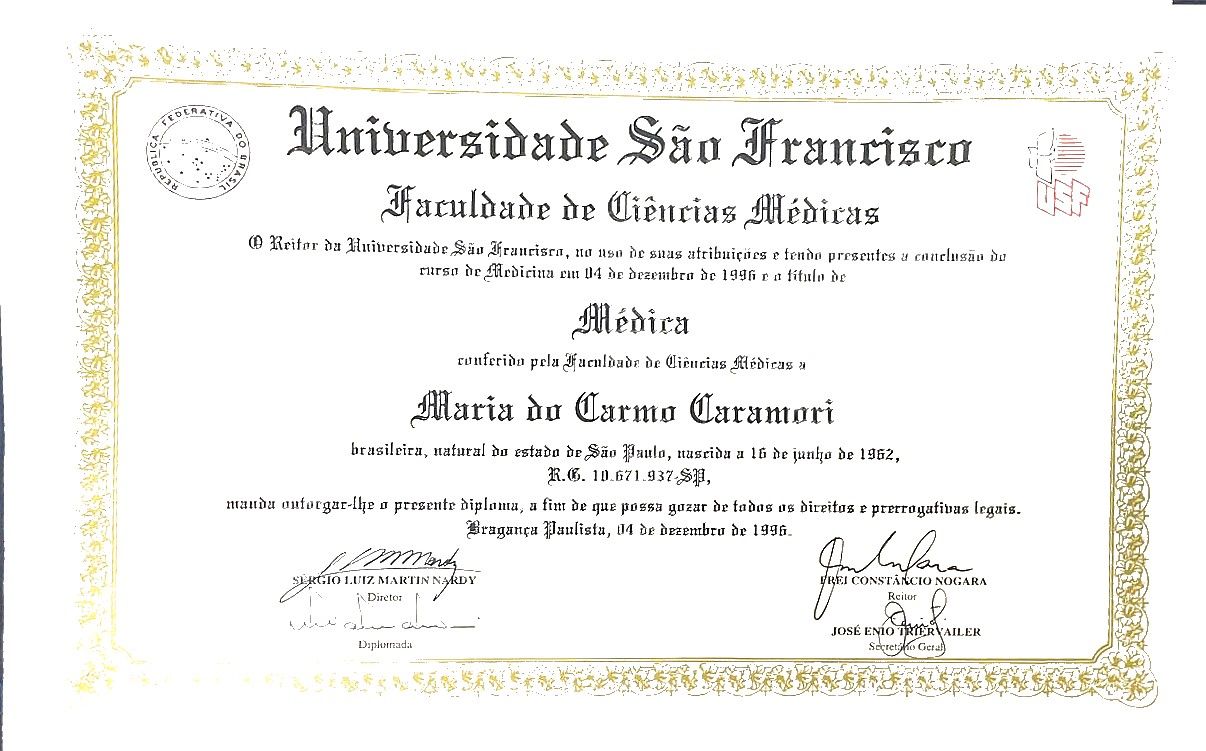 REPÚBLICA FEDERATIVA DO BRASIL
Universidade São Francisco
USF
Faculdade de Ciências Médicas
O Reitor da Universidade São Francisco, no uso de suas atribuições e tendo presentes a conclusão do
curso de Medicina em 04 de dezembro de 1996 e o título de
Médica
conferido pela Faculdade de Ciências Médicas a
Maria do Carmo Caramori
brasileira, natural do estado de São Paulo, nascida a 16 de junho de 1962,
R.G. 10.671.937-SP,
manda outorgar-lhe o presente diploma, a fim de que possa gozar de todos os direitos e prerrogativas legais.
Bragança Paulista, 04 de dezembro de 1996.
SÉRGIO LUIZ MARTIN NARDY
Diretor
Diplomada
FREI CONSTÂNCIO NOGARA
Reitor
JOSÉ ENIO TRIERVAILER
Secretário Geral